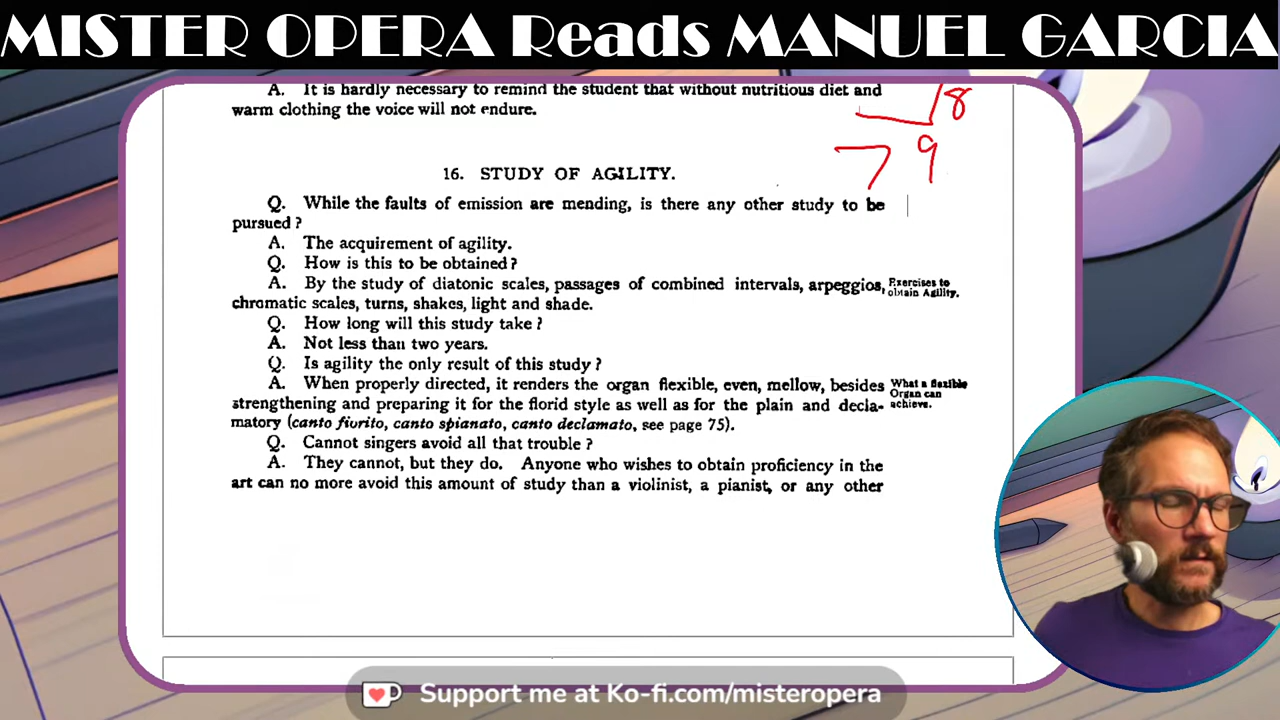 MISTER OPERA Reads MANUEL GARCIA
A. It is hardly necessary to remind the student that without nutritious diet and
warm clothing the voice will not endure.
18
79
16. STUDY OF AGILITY.
Q. While the faults of emission are mending, is there any other study to be
pursued?
A. The acquirement of agility.
Q. How is this to be obtained?
A. By the study of diatonic scales, passages of combined intervals, arpeggios,
chromatic scales, turns, shakes, light and shade.
Exercises to
obtain Agility.
Q. How long will this study take?
A. Not less than two years.
Q. Is agility the only result of this study?
A. When properly directed, it renders the organ flexible, even, mellow, besides
strengthening and preparing it for the florid style as well as for the plain and decla-
matory (canto fiorito, canto spianato, canto declamato, see page 75).
What a flexible
Organ can
achieve.
Q. Cannot singers avoid all that trouble?
A. They cannot, but they do. Anyone who wishes to obtain proficiency in the
art can no more avoid this amount of study than a violinist, a pianist, or any other
Support me at Ko-fi.com/misteropera